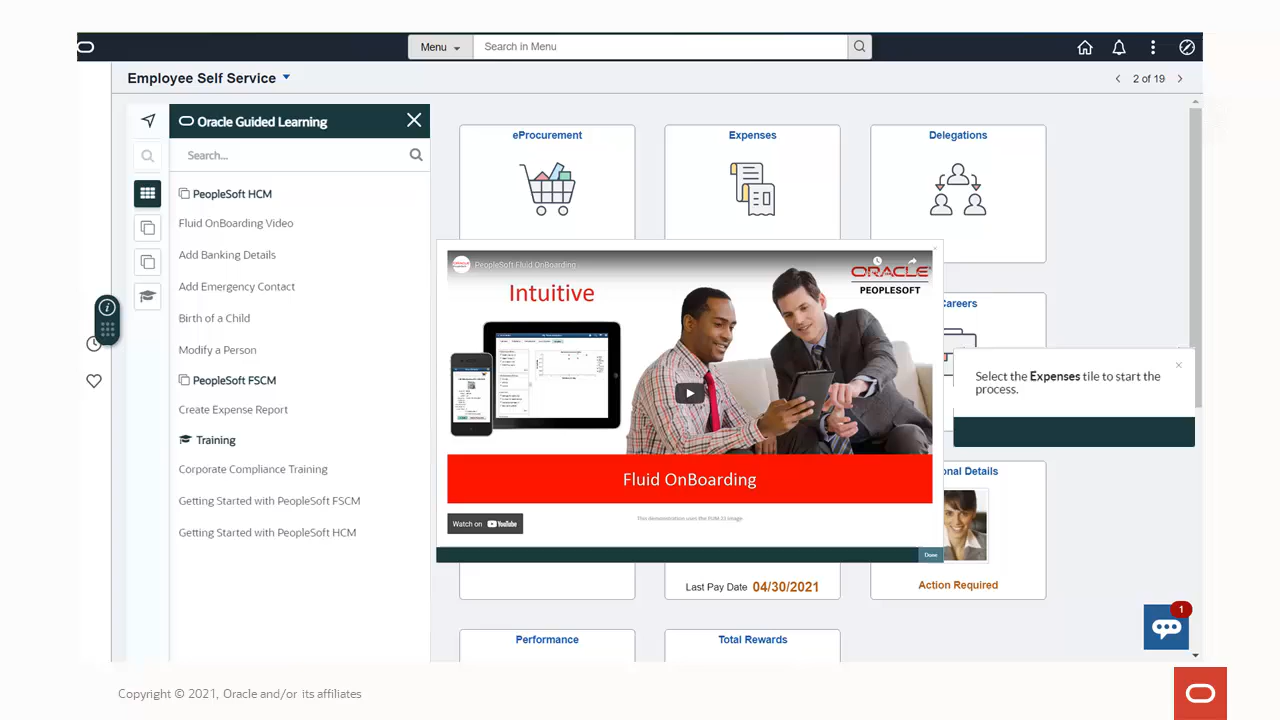 Menu
Search in Menu
Employee Self Service
2 of 19
Oracle Guided Learning
Search...
PeopleSoft HCM
Fluid OnBoarding Video
Add Banking Details
Add Emergency Contact
Birth of a Child
Modify a Person
PeopleSoft FSCM
Create Expense Report
Training
Corporate Compliance Training
Getting Started with PeopleSoft FSCM
Getting Started with PeopleSoft HCM
eProcurement
Expenses
Delegations
PeopleSoft Fluid OnBoarding
Intuitive
ORACLE
PEOPLESOFT
Fluid OnBoarding
Watch on YouTube
Done
Careers
Select the Expenses tile to start the
process.
onal Details
Last Pay Date 04/30/2021
Action Required
Performance
Total Rewards
1
Copyright © 2021, Oracle and/or its affiliates